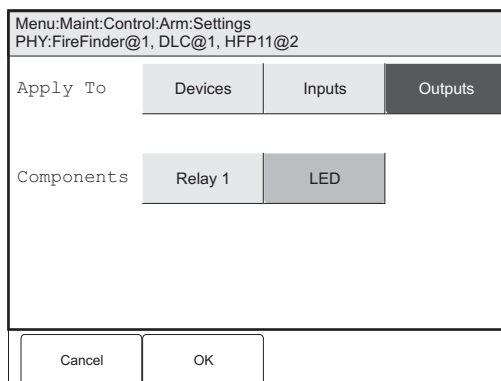 Menu:Maint:Control:Arm:Settings
PHY:FireFinder@1, DLC@1, HFP11@2
Apply To Devices Inputs Outputs
Components Relay 1 LED
Cancel OK